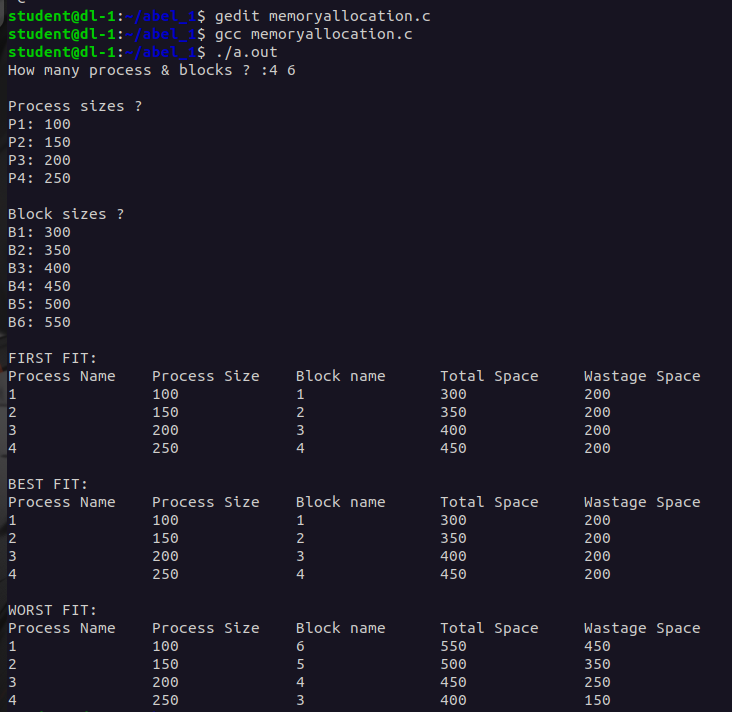 student@dl-1:~/abel_1$ gedit memoryallocation.c
student@dl-1:~/abel_1$ gcc memoryallocation.c
student@dl-1:~/abel_1$ ./a.out
How many process & blocks ? :4 6
Process sizes ?
P1: 100
P2: 150
P3: 200
P4: 250
Block sizes ?
B1: 300
B2: 350
B3: 400
B4: 450
B5: 500
B6: 550
FIRST FIT:
Process Name    Process Size    Block name      Total Space     Wastage Space
1               100             1               300             200
2               150             2               350             200
3               200             3               400             200
4               250             4               450             200
BEST FIT:
Process Name    Process Size    Block name      Total Space     Wastage Space
1               100             1               300             200
2               150             2               350             200
3               200             3               400             200
4               250             4               450             200
WORST FIT:
Process Name    Process Size    Block name      Total Space     Wastage Space
1               100             6               550             450
2               150             5               500             350
3               200             4               450             250
4               250             3               400             150